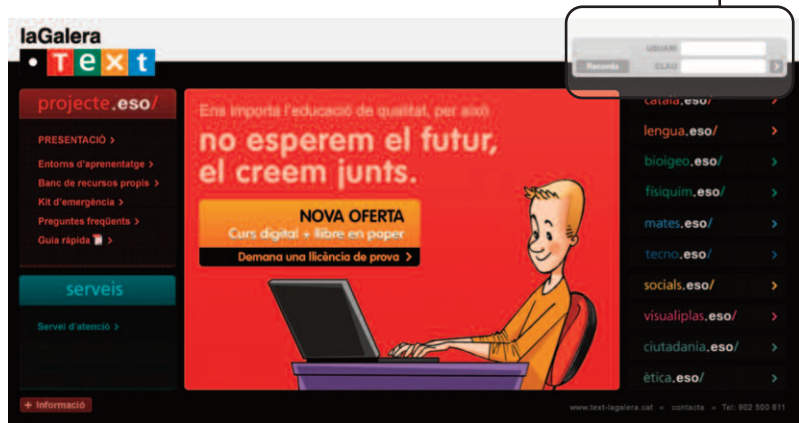 laGalera
Text
USUARI
Recorda
CLAU
projecte.eso/
PRESENTACIÓ >
Entorns d'aprenentatge >
Banc de recursos propis >
Kit d'emergència >
Preguntes freqüents >
Guia ràpida >
serveis
Servei d'atenció >
+ Informació
Ens importa l'educació de qualitat, per això
no esperem el futur,
el creem junts.
NOVA OFERTA
Curs digital + llibre en paper
Demana una llicència de prova >
català.eso/ >
lengua.eso/ >
bioigeo.eso/ >
fisiquim.eso/ >
mates.eso/ >
tecno.eso/ >
socials.eso/ >
visualiplas.eso/ >
ciutadania.eso/ >
ètica.eso/ >
www.text-lagalera.cat + contacta + Tel: 902 500 611